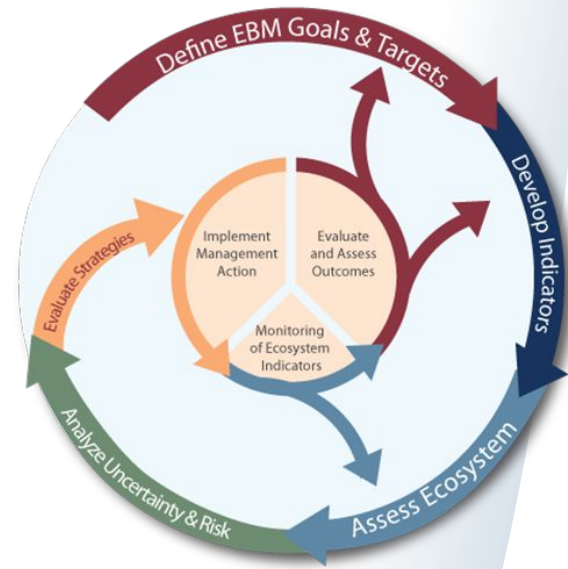 Define EBM Goals & Targets
Develop Indicators
Assess Ecosystem
Analyze Uncertainty & Risk
Evaluate Strategies
Implement
Management
Action
Evaluate
and Assess
Outcomes
Monitoring
of Ecosystem
Indicators